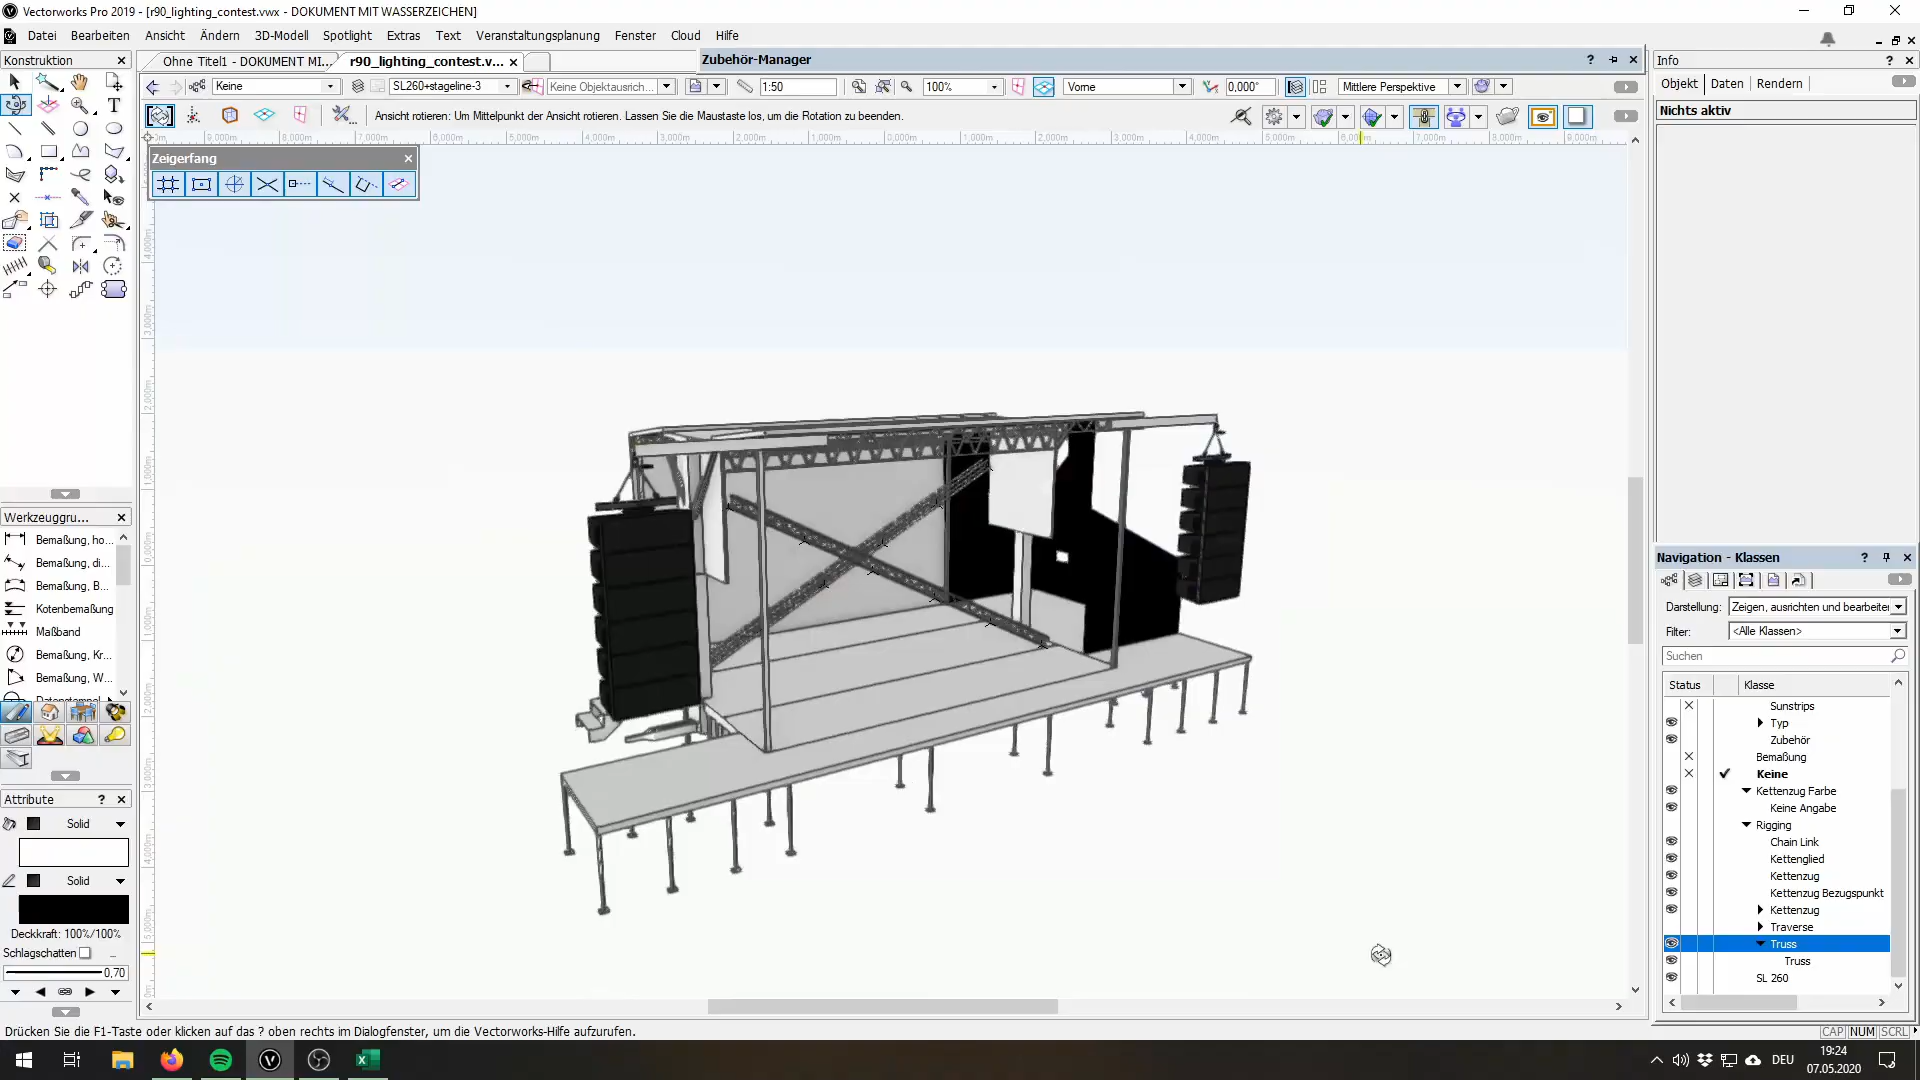 Vectorworks Pro 2019 - [r90_lighting_contest.vwx - DOKUMENT MIT WASSERZEICHEN]
Datei Bearbeiten Ansicht Ändern 3D-Modell Spotlight Extras Text Veranstaltungsplanung Fenster Cloud Hilfe
Konstruktion
Ohne Titel1 - DOKUMENT MI...
r90_lighting_contest.v...
Zubehör-Manager
Keine
SL260+stageline-3
Keine Objektausrich...
1:50
100%
Vorne
0,000°
Mittlere Perspektive
Ansicht rotieren: Um Mittelpunkt der Ansicht rotieren. Lassen Sie die Maustaste los, um die Rotation zu beenden.
Zeigerfang
Werkzeuggru...
Bemaßung, ho...
Bemaßung, di...
Bemaßung, B...
Kotenbemaßung
Maßband
Bemaßung, Kr...
Bemaßung, W...
Datenstempel
Attribute
Solid
Solid
Deckkraft: 100%/100%
Schlagschatten
0,70
Info
Objekt Daten Rendern
Nichts aktiv
Navigation - Klassen
Darstellung: Zeigen, ausrichten und bearbeiten
Filter: <Alle Klassen>
Suchen
Status Klasse
Sunstrips
Typ
Zubehör
Bemaßung
Keine
Kettenzug Farbe
Keine Angabe
Rigging
Chain Link
Kettenglied
Kettenzug
Kettenzug Bezugspunkt
Kettenzug
Traverse
Truss
Truss
SL 260
Drücken Sie die F1-Taste oder klicken auf das ? oben rechts im Dialogfenster, um die Vectorworks-Hilfe aufzurufen.
CAP NUM SCRL
DEU
19:24
07.05.2020